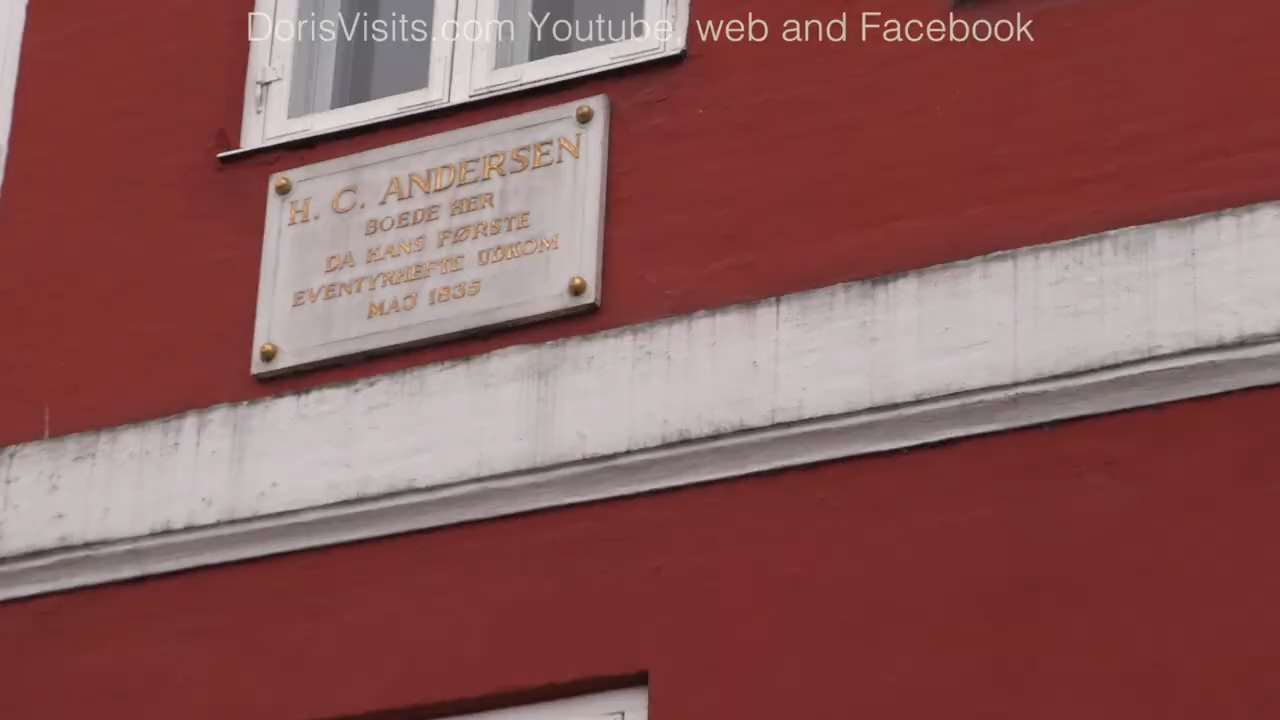 DorisVisits.com Youtube, web and Facebook
H. C. ANDERSEN
BOEDE HER
DA HANS FØRSTE
EVENTYRHEFTE UDKOM
MAJ 1835